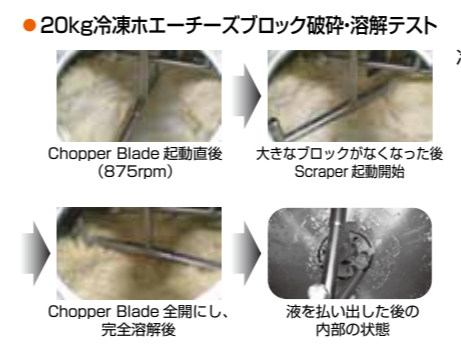 ●20kg冷凍ホエーチーズブロック破砕・溶解テスト
Chopper Blade 起動直後
（875rpm）
大きなブロックがなくなった後
Scraper 起動開始
Chopper Blade 全開にし、
完全溶解後
液を払い出した後の
内部の状態